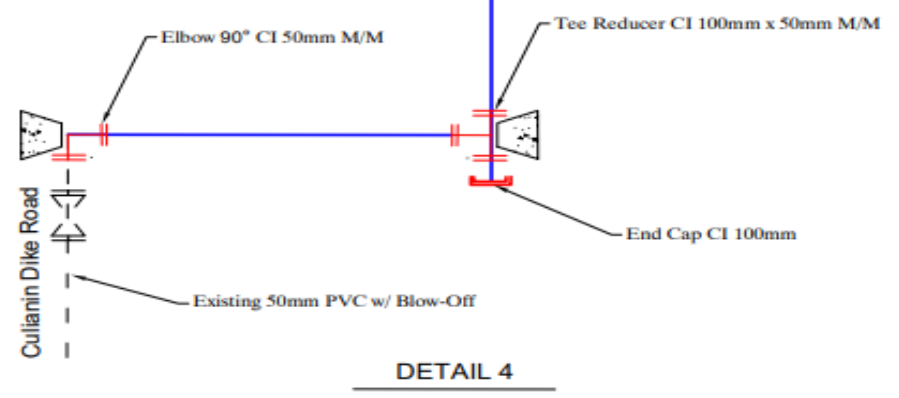 Tee Reducer CI 100mm x 50mm M/M
Elbow 90° CI 50mm M/M
Culianin Dike Road
End Cap CI 100mm
Existing 50mm PVC w/ Blow-Off
DETAIL 4